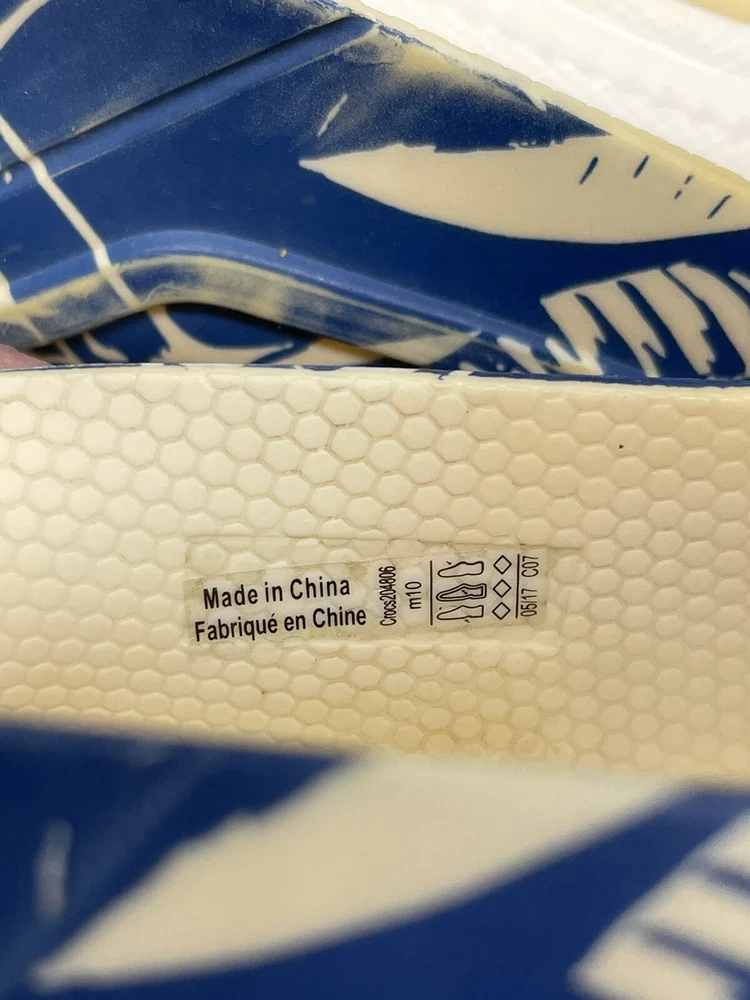 Made in China
Fabriqué en Chine
Crocs204806
m10
05/17 C07